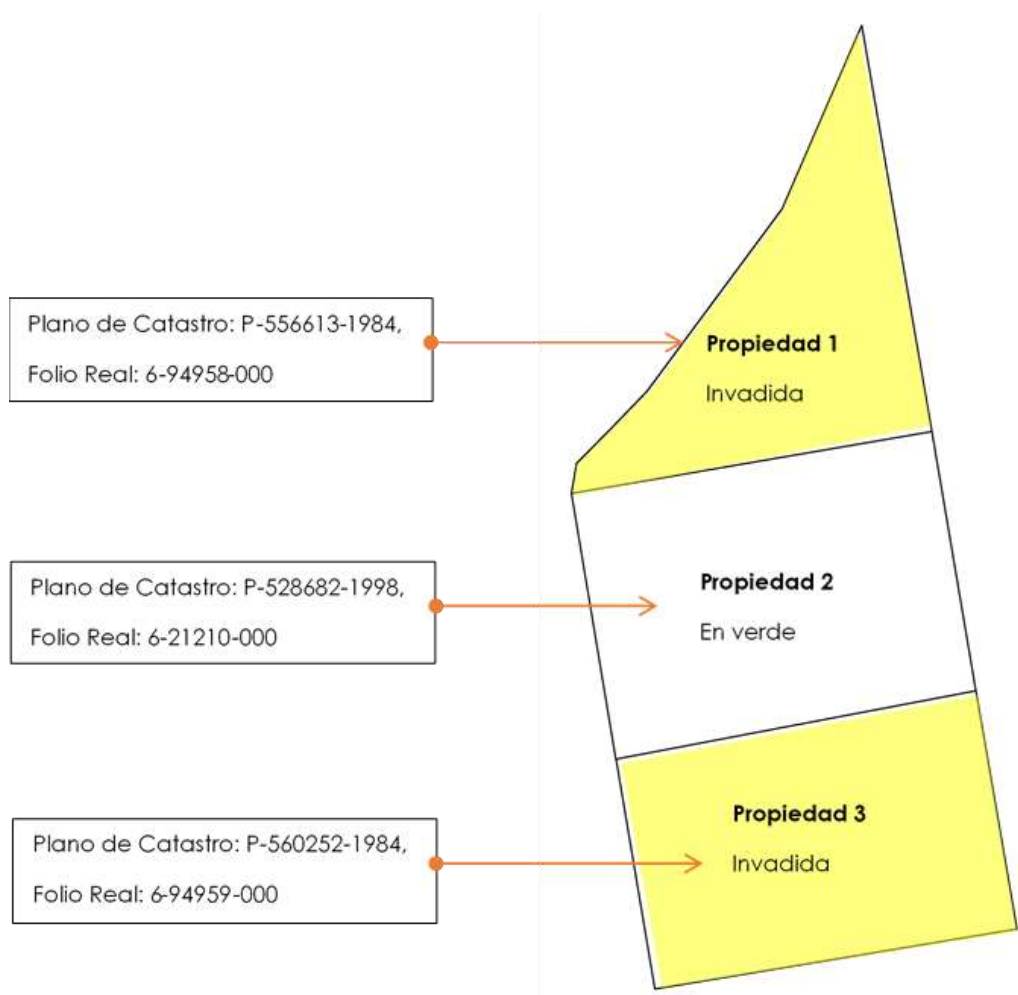 Plano de Catastro: P-556613-1984,
Folio Real: 6-94958-000
Propiedad 1
Invadida
Plano de Catastro: P-528682-1998,
Folio Real: 6-21210-000
Propiedad 2
En verde
Plano de Catastro: P-560252-1984,
Folio Real: 6-94959-000
Propiedad 3
Invadida